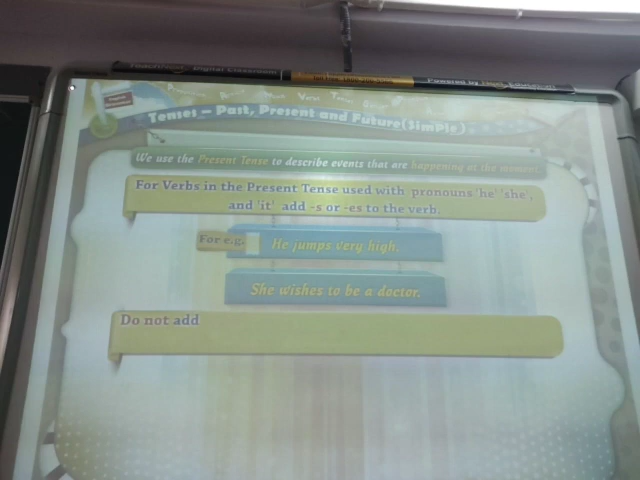 Tenses – Past, Present and Future(Simple)
We use the Present Tense to describe events that are happening at the moment.
For Verbs in the Present Tense used with pronouns 'he' 'she',
and 'it' add -s or -es to the verb.
For e.g.
He jumps very high.
She wishes to be a doctor.
Do not add